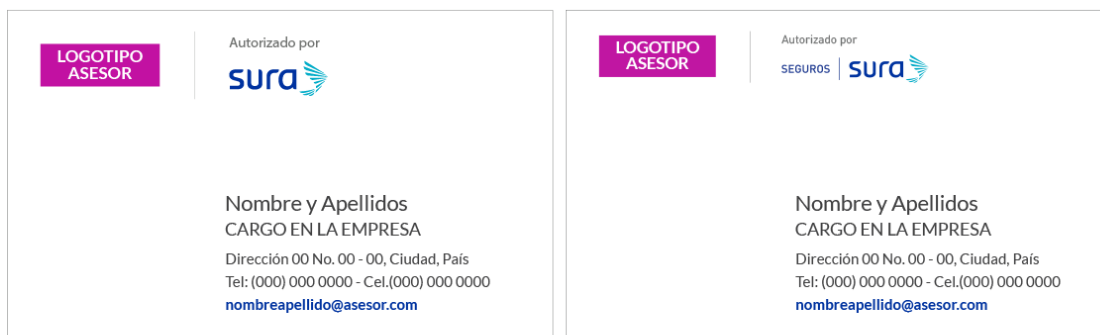 LOGOTIPO
ASESOR
Autorizado por
sura
Nombre y Apellidos
CARGO EN LA EMPRESA
Dirección 00 No. 00 - 00, Ciudad, País
Tel: (000) 000 0000 - Cel.(000) 000 0000
nombreapellido@asesor.com
LOGOTIPO
ASESOR
Autorizado por
SEGUROS sura
Nombre y Apellidos
CARGO EN LA EMPRESA
Dirección 00 No. 00 - 00, Ciudad, País
Tel: (000) 000 0000 - Cel.(000) 000 0000
nombreapellido@asesor.com